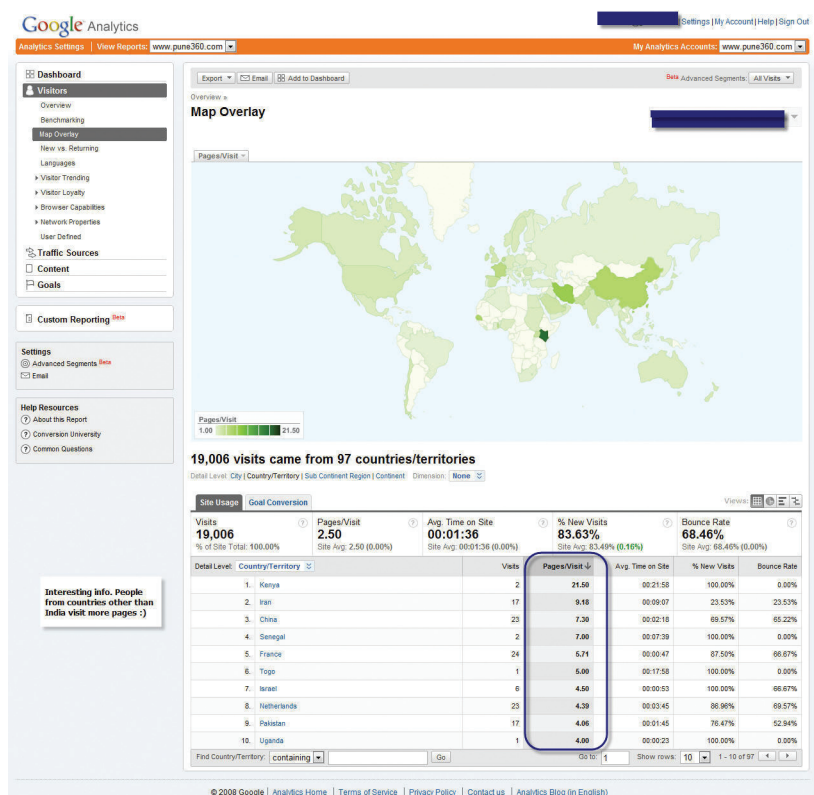 Google Analytics
Settings | My Account | Help | Sign Out
Analytics Settings | View Reports: www.pune360.com
My Analytics Accounts: www.pune360.com
Dashboard
Visitors
Overview
Benchmarking
Map Overlay
New vs. Returning
Languages
Visitor Trending
Visitor Loyalty
Browser Capabilities
Network Properties
User Defined
Traffic Sources
Content
Goals
Custom Reporting Beta
Settings
Advanced Segments Beta
Email
Help Resources
? About this Report
? Conversion University
? Common Questions
Interesting info. People
from countries other than
India visit more pages :)
Export Email Add to Dashboard
Beta Advanced Segments: All Visits
Overview »
Map Overlay
Pages/Visit
Pages/Visit
1.00 21.50
19,006 visits came from 97 countries/territories
Detail Level: City | Country/Territory | Sub Continent Region | Continent Dimension: None
Site Usage Goal Conversion
Views:
Visits ? Pages/Visit ? Avg. Time on Site ? % New Visits ? Bounce Rate ?
19,006 2.50 00:01:36 83.63% 68.46%
% of Site Total: 100.00% Site Avg: 2.50 (0.00%) Site Avg: 00:01:36 (0.00%) Site Avg: 83.49% (0.16%) Site Avg: 68.46% (0.00%)
Detail Level: Country/Territory Visits Pages/Visit ↓ Avg. Time on Site % New Visits Bounce Rate
1. Kenya 2 21.50 00:21:58 100.00% 0.00%
2. Iran 17 9.18 00:09:07 23.53% 23.53%
3. China 23 7.30 00:02:18 69.57% 65.22%
4. Senegal 2 7.00 00:07:39 100.00% 0.00%
5. France 24 5.71 00:00:47 87.50% 66.67%
6. Togo 1 5.00 00:17:58 100.00% 0.00%
7. Israel 6 4.50 00:00:53 100.00% 66.67%
8. Netherlands 23 4.39 00:03:45 86.96% 69.57%
9. Pakistan 17 4.06 00:01:45 76.47% 52.94%
10. Uganda 1 4.00 00:00:23 100.00% 0.00%
Find Country/Territory: containing Go Go to: 1 Show rows: 10 1 - 10 of 97
© 2008 Google | Analytics Home | Terms of Service | Privacy Policy | Contact us | Analytics Blog (in English)